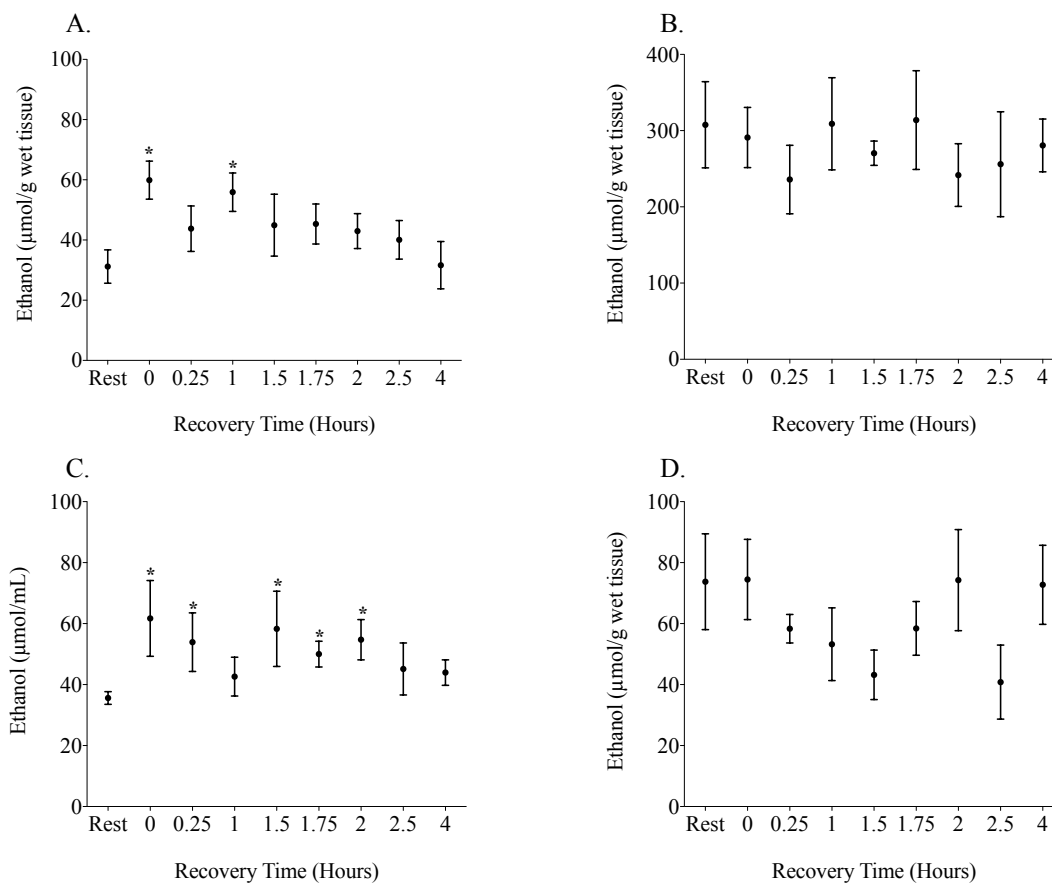 A.
Ethanol (µmol/g wet tissue)
100
80
60
40
20
0
* *
Rest 0 0.25 1 1.5 1.75 2 2.5 4
Recovery Time (Hours)
B.
Ethanol (µmol/g wet tissue)
400
300
200
300
0
Rest 0 0.25 1 1.5 1.75 2 2.5 4
Recovery Time (Hours)
C.
Ethanol (µmol/mL)
100
80
60
40
20
0
* * * * *
Rest 0 0.25 1 1.5 1.75 2 2.5 4
Recovery Time (Hours)
D.
Ethanol (µmol/g wet tissue)
100
80
60
40
20
0
Rest 0 0.25 1 1.5 1.75 2 2.5 4
Recovery Time (Hours)